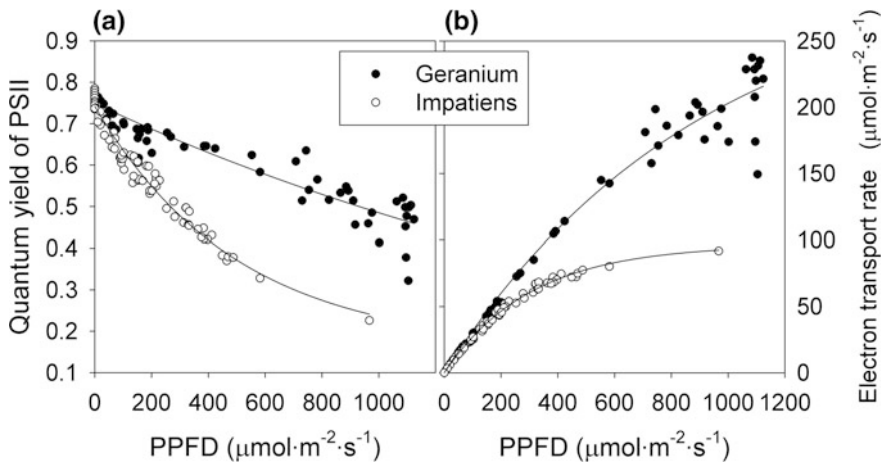 (a)
(b)
0.9
0.8
0.7
0.6
0.5
0.4
0.3
0.2
0.1
Quantum yield of PSII
Geranium
Impatiens
250
200
150
100
50
0
Electron transport rate (μmol·m-2·s-1)
0 200 400 600 800 1000
0 200 400 600 800 1000 1200
PPFD (μmol·m-2·s-1)
PPFD (μmol·m-2·s-1)